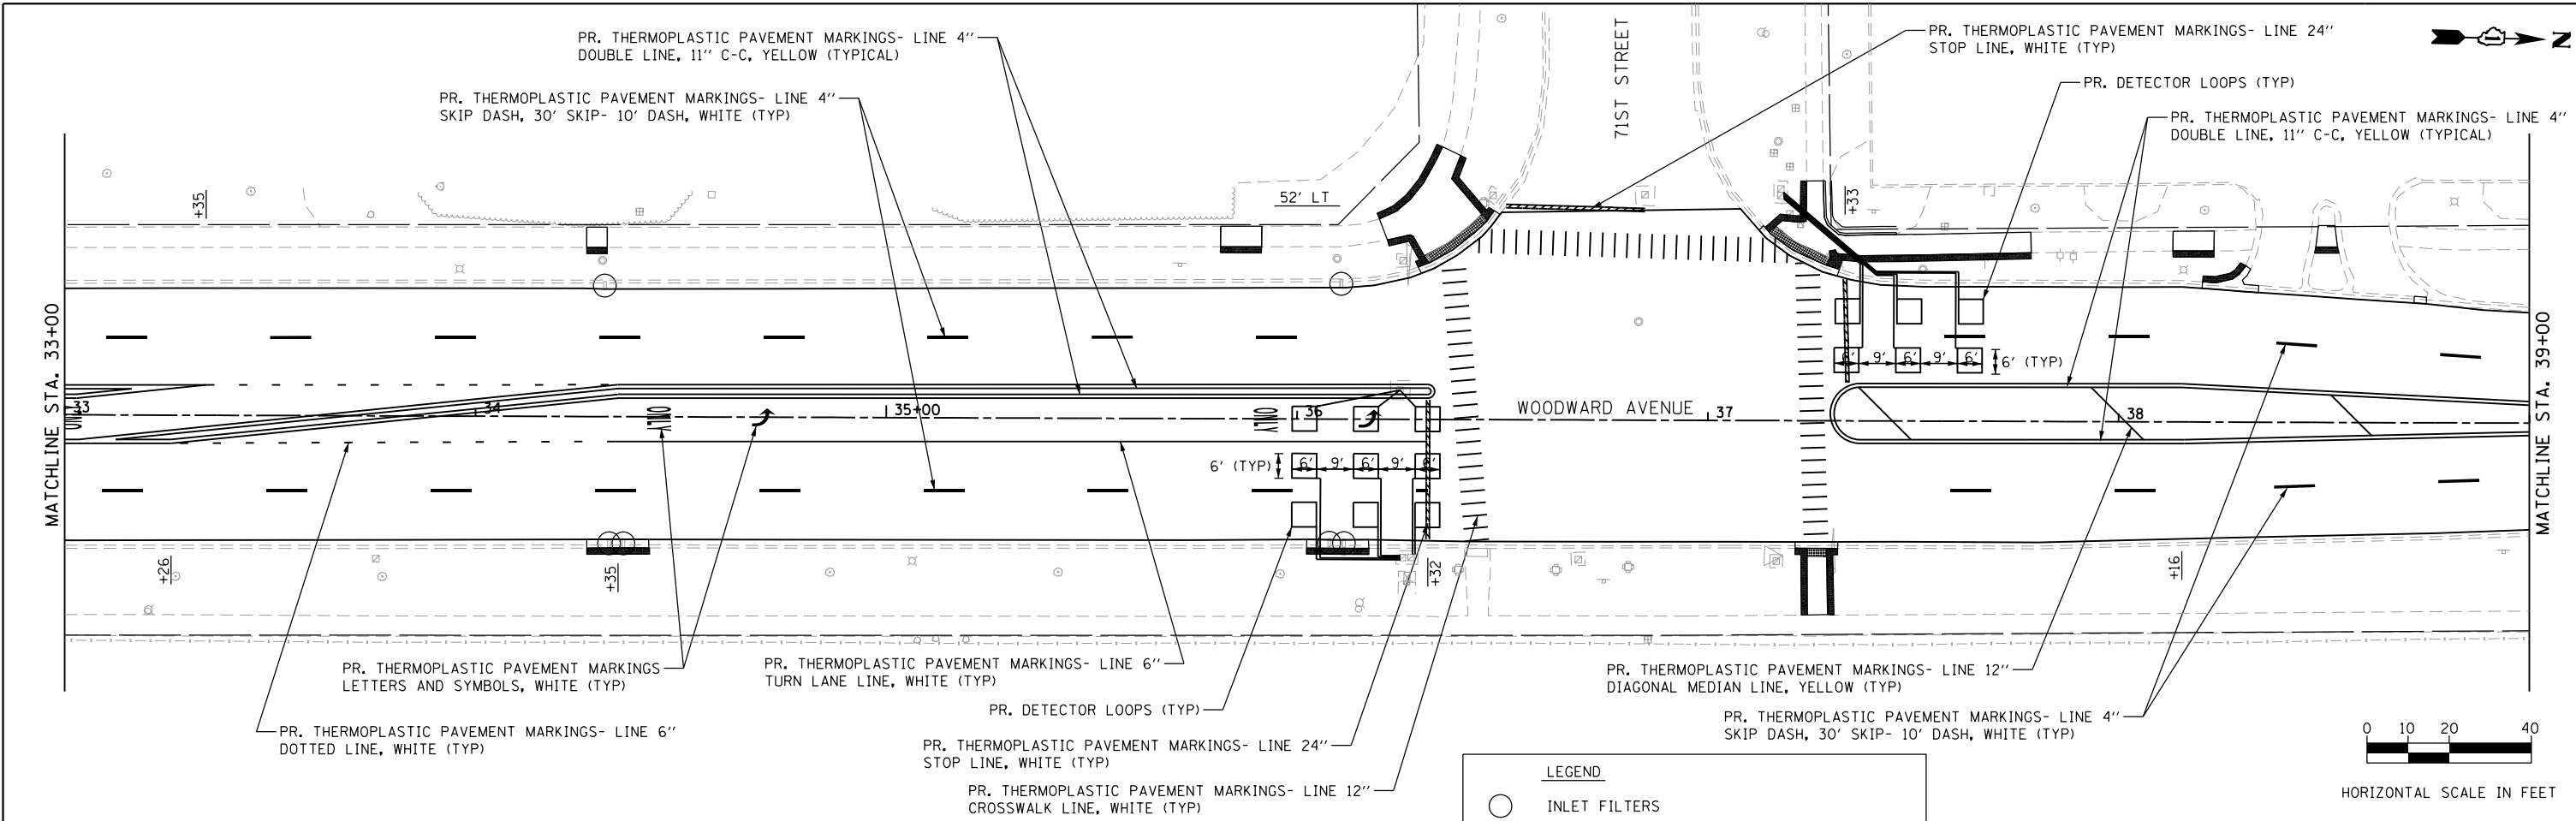 PR. THERMOPLASTIC PAVEMENT MARKINGS- LINE 4''
DOUBLE LINE, 11'' C-C, YELLOW (TYPICAL)
PR. THERMOPLASTIC PAVEMENT MARKINGS- LINE 4''
SKIP DASH, 30' SKIP- 10' DASH, WHITE (TYP)
71ST STREET
PR. THERMOPLASTIC PAVEMENT MARKINGS- LINE 24''
STOP LINE, WHITE (TYP)
N
PR. DETECTOR LOOPS (TYP)
PR. THERMOPLASTIC PAVEMENT MARKINGS- LINE 4''
DOUBLE LINE, 11'' C-C, YELLOW (TYPICAL)
+35
52' LT
+33
MATCHLINE STA. 33+00
MATCHLINE STA. 39+00
6' 9' 6' 9' 6'
6' (TYP)
33
34
35+00
36
WOODWARD AVENUE
37
38
ONLY
ONLY
6' (TYP)
6' 9' 6' 9' 6'
+26
+35
+32
+16
PR. THERMOPLASTIC PAVEMENT MARKINGS
LETTERS AND SYMBOLS, WHITE (TYP)
PR. THERMOPLASTIC PAVEMENT MARKINGS- LINE 6''
TURN LANE LINE, WHITE (TYP)
PR. THERMOPLASTIC PAVEMENT MARKINGS- LINE 12''
DIAGONAL MEDIAN LINE, YELLOW (TYP)
PR. DETECTOR LOOPS (TYP)
PR. THERMOPLASTIC PAVEMENT MARKINGS- LINE 4''
SKIP DASH, 30' SKIP- 10' DASH, WHITE (TYP)
PR. THERMOPLASTIC PAVEMENT MARKINGS- LINE 6''
DOTTED LINE, WHITE (TYP)
PR. THERMOPLASTIC PAVEMENT MARKINGS- LINE 24''
STOP LINE, WHITE (TYP)
PR. THERMOPLASTIC PAVEMENT MARKINGS- LINE 12''
CROSSWALK LINE, WHITE (TYP)
LEGEND
INLET FILTERS
0 10 20 40
HORIZONTAL SCALE IN FEET